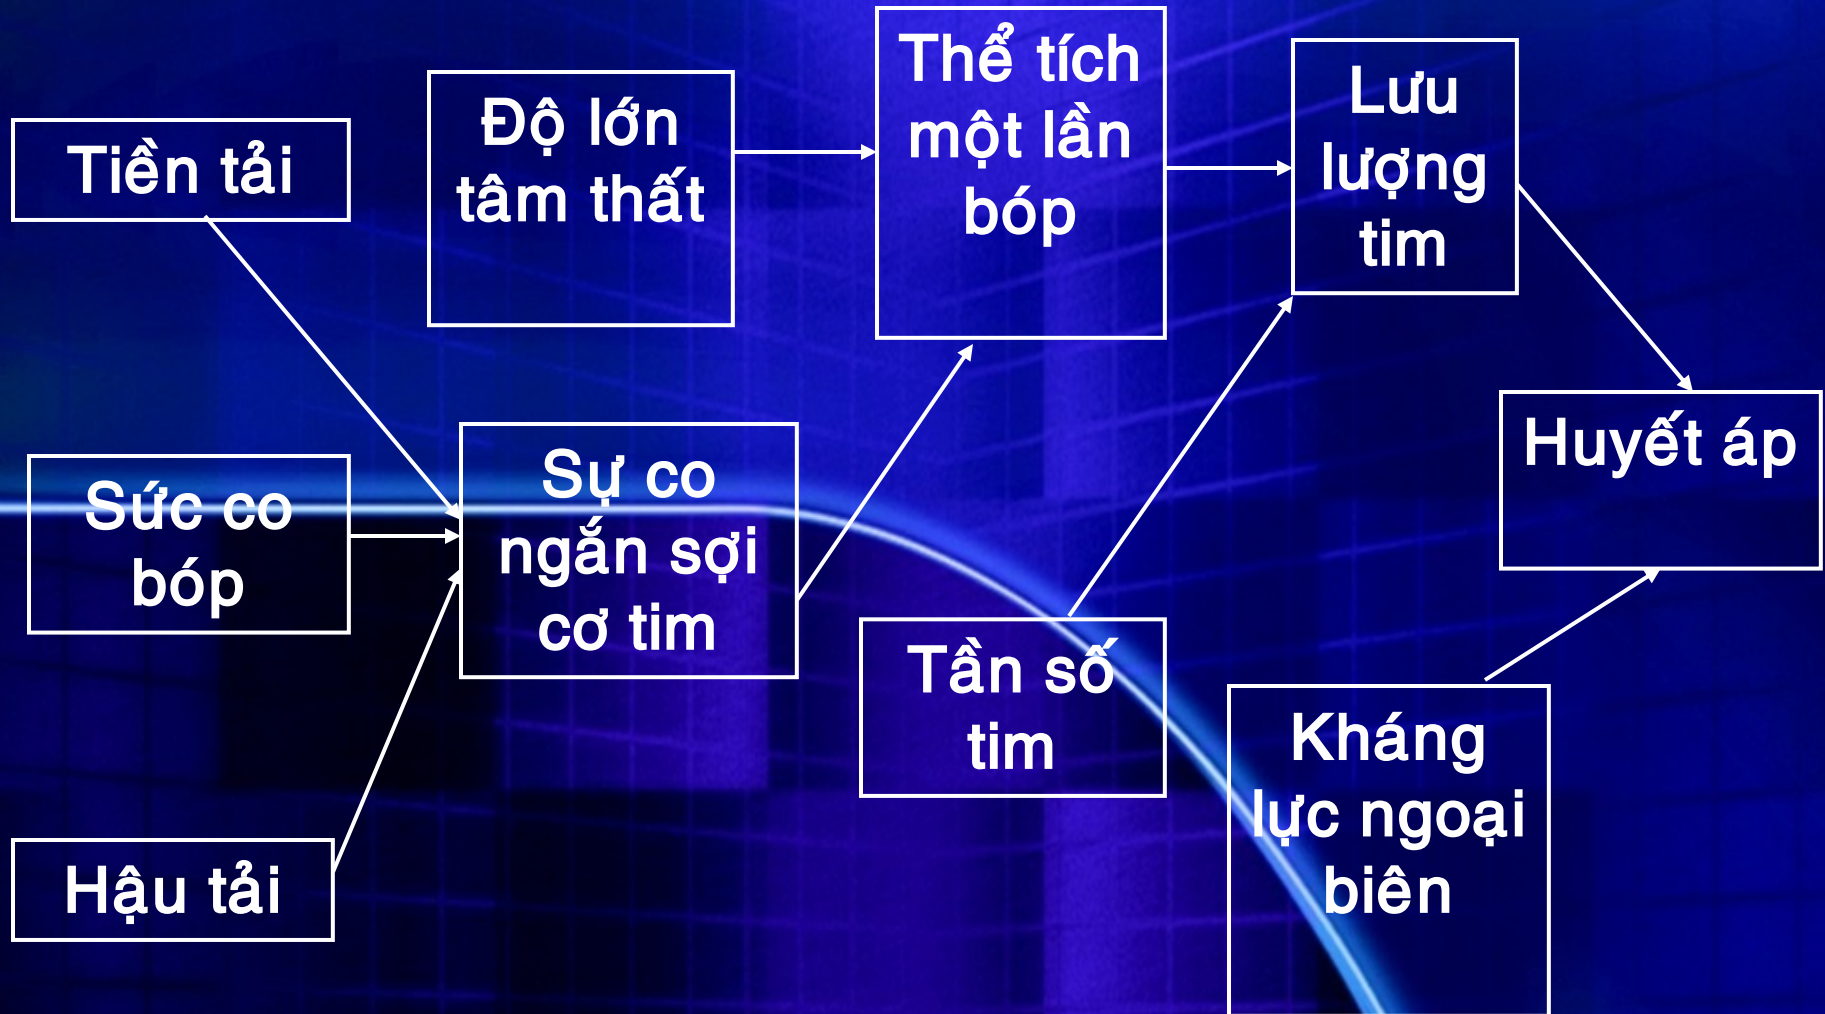 Tiền tải
Độ lớn
tâm thất
Thể tích
một lần
bóp
Lưu
lượng
tim
Sức co
bóp
Sự co
ngắn sợi
cơ tim
Huyết áp
Tần số
tim
Kháng
lực ngoại
biên
Hậu tải